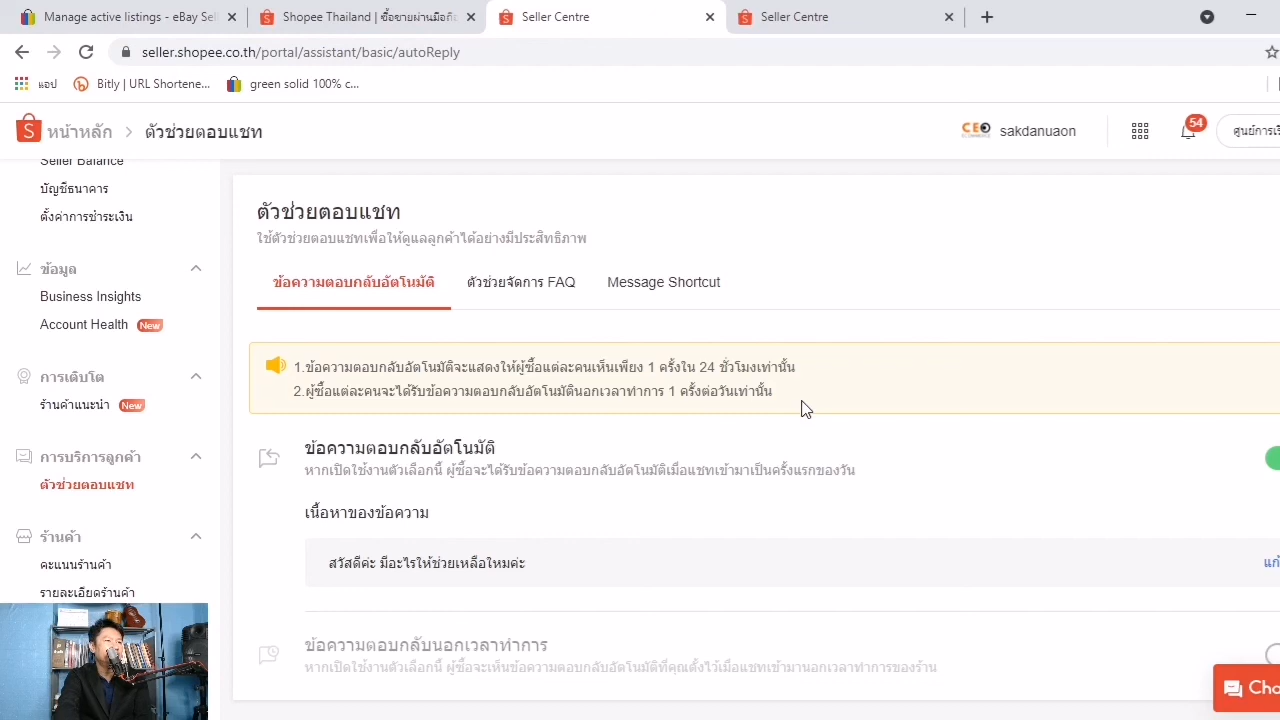 Manage active listings - eBay Sell
Shopee Thailand | ซื้อขายผ่านมือถือ
Seller Centre
Seller Centre
seller.shopee.co.th/portal/assistant/basic/autoReply
แอป
Bitly | URL Shortene...
green solid 100% c...
หน้าหลัก > ตัวช่วยตอบแชท
CEO
sakdanuaon
54
ศูนย์การเรี
Seller Balance
บัญชีธนาคาร
ตั้งค่าการชำระเงิน
ข้อมูล
Business Insights
Account Health New
การเติบโต
ร้านค้าแนะนำ New
การบริการลูกค้า
ตัวช่วยตอบแชท
ร้านค้า
คะแนนร้านค้า
รายละเอียดร้านค้า
ตัวช่วยตอบแชท
ใช้ตัวช่วยตอบแชทเพื่อให้ดูแลลูกค้าได้อย่างมีประสิทธิภาพ
ข้อความตอบกลับอัตโนมัติ
ตัวช่วยจัดการ FAQ
Message Shortcut
1.ข้อความตอบกลับอัตโนมัติจะแสดงให้ผู้ซื้อแต่ละคนเห็นเพียง 1 ครั้งใน 24 ชั่วโมงเท่านั้น
2.ผู้ซื้อแต่ละคนจะได้รับข้อความตอบกลับอัตโนมัตินอกเวลาทำการ 1 ครั้งต่อวันเท่านั้น
ข้อความตอบกลับอัตโนมัติ
หากเปิดใช้งานตัวเลือกนี้ ผู้ซื้อจะได้รับข้อความตอบกลับอัตโนมัติเมื่อแชทเข้ามาเป็นครั้งแรกของวัน
เนื้อหาของข้อความ
สวัสดีค่ะ มีอะไรให้ช่วยเหลือใหมค่ะ
แก้
ข้อความตอบกลับนอกเวลาทำการ
หากเปิดใช้งานตัวเลือกนี้ ผู้ซื้อจะเห็นข้อความตอบกลับอัตโนมัติที่คุณตั้งไว้เมื่อแชทเข้ามานอกเวลาทำการของร้าน
Cha